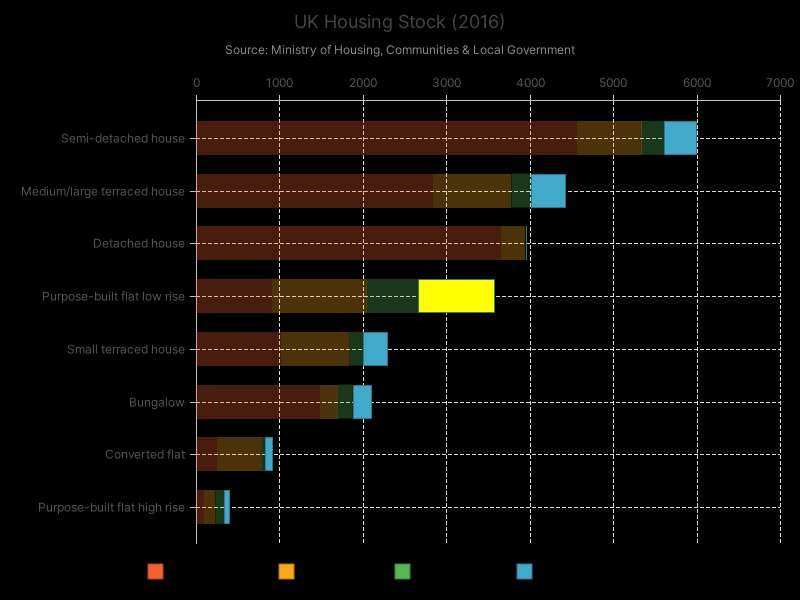 UK Housing Stock (2016)
Source: Ministry of Housing, Communities & Local Government
0 1000 2000 3000 4000 5000 6000 7000
Semi-detached house
Medium/large terraced house
Detached house
Purpose-built flat low rise
Small terraced house
Bungalow
Converted flat
Purpose-built flat high rise